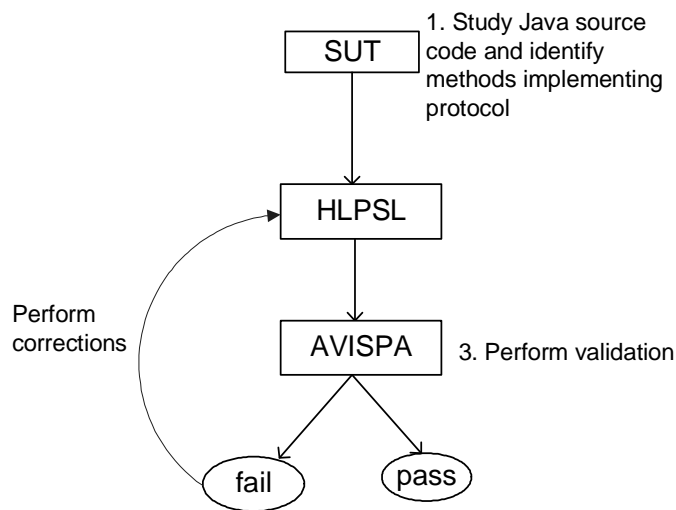 SUT
1. Study Java source
code and identify
methods implementing
protocol
HLPSL
Perform
corrections
AVISPA
3. Perform validation
fail
pass